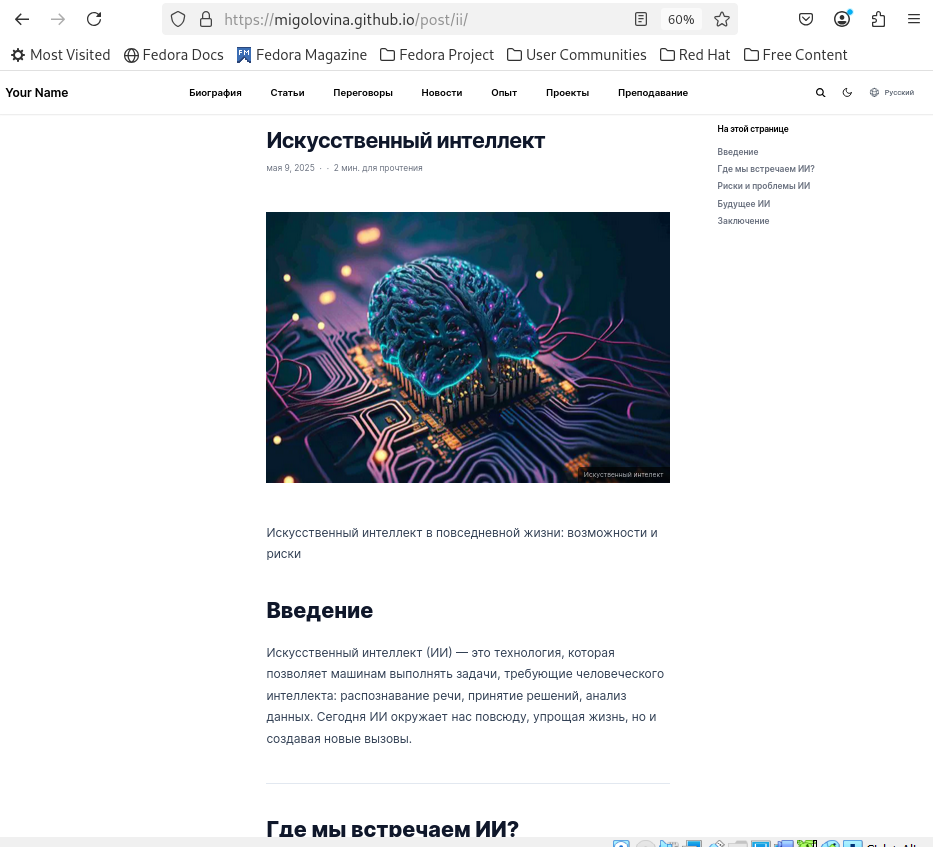 https://migolovina.github.io/post/ii/
60%
Most Visited
Fedora Docs
Fedora Magazine
Fedora Project
User Communities
Red Hat
Free Content
Your Name
Биография
Статьи
Переговоры
Новости
Опыт
Проекты
Преподавание
Русский
Искусственный интеллект
мая 9, 2025 · · 2 мин. для прочтения
Искуственный интелект
Искусственный интеллект в повседневной жизни: возможности и
риски
Введение
Искусственный интеллект (ИИ) — это технология, которая
позволяет машинам выполнять задачи, требующие человеческого
интеллекта: распознавание речи, принятие решений, анализ
данных. Сегодня ИИ окружает нас повсюду, упрощая жизнь, но и
создавая новые вызовы.
Где мы встречаем ИИ?
На этой странице
Введение
Где мы встречаем ИИ?
Риски и проблемы ИИ
Будущее ИИ
Заключение